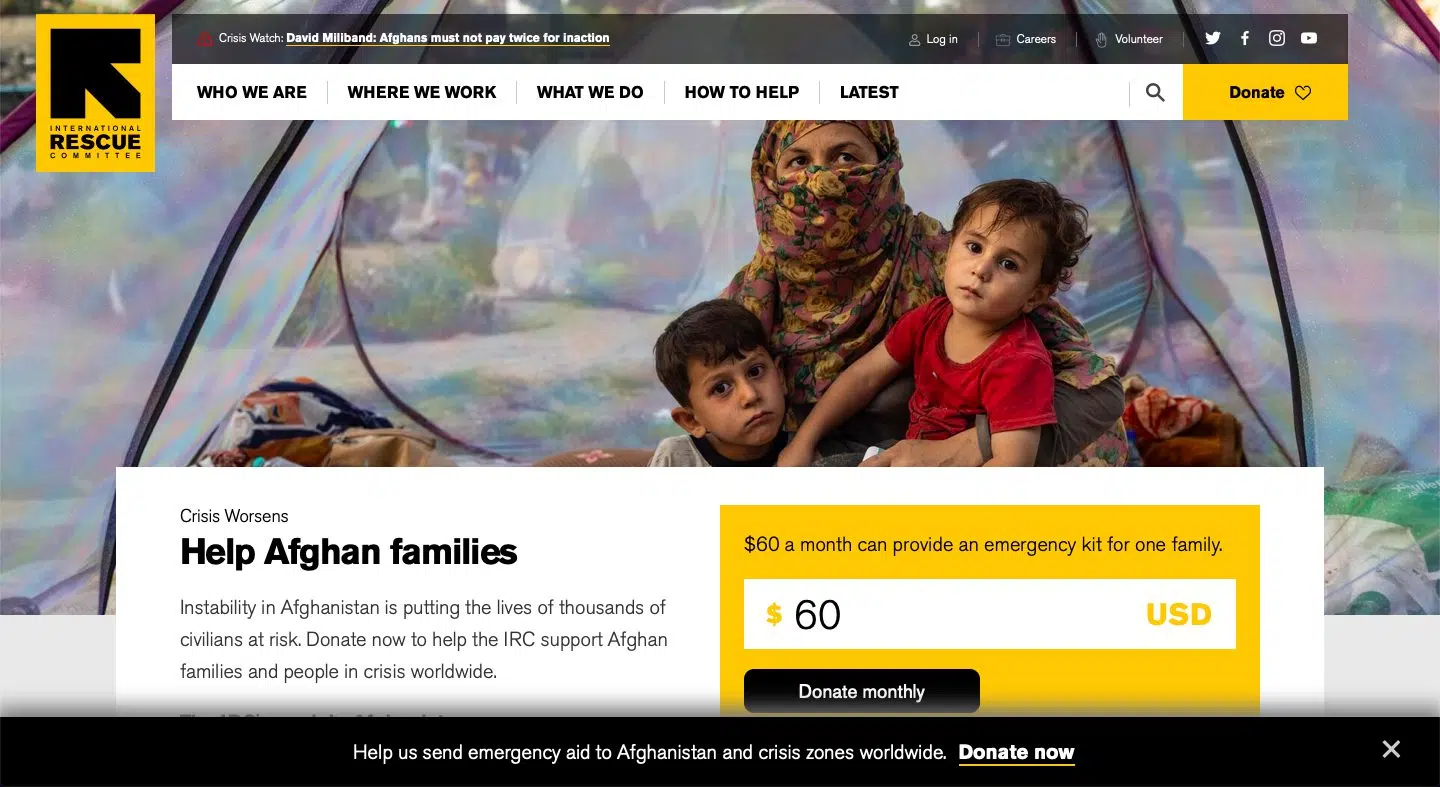 Crisis Watch: David Miliband: Afghans must not pay twice for inaction
Log in
Careers
Volunteer
INTERNATIONAL
RESCUE
COMMITTEE
WHO WE ARE
WHERE WE WORK
WHAT WE DO
HOW TO HELP
LATEST
Donate
Crisis Worsens
Help Afghan families
Instability in Afghanistan is putting the lives of thousands of
civilians at risk. Donate now to help the IRC support Afghan
families and people in crisis worldwide.
$60 a month can provide an emergency kit for one family.
$ 60 USD
Donate monthly
Help us send emergency aid to Afghanistan and crisis zones worldwide. Donate now